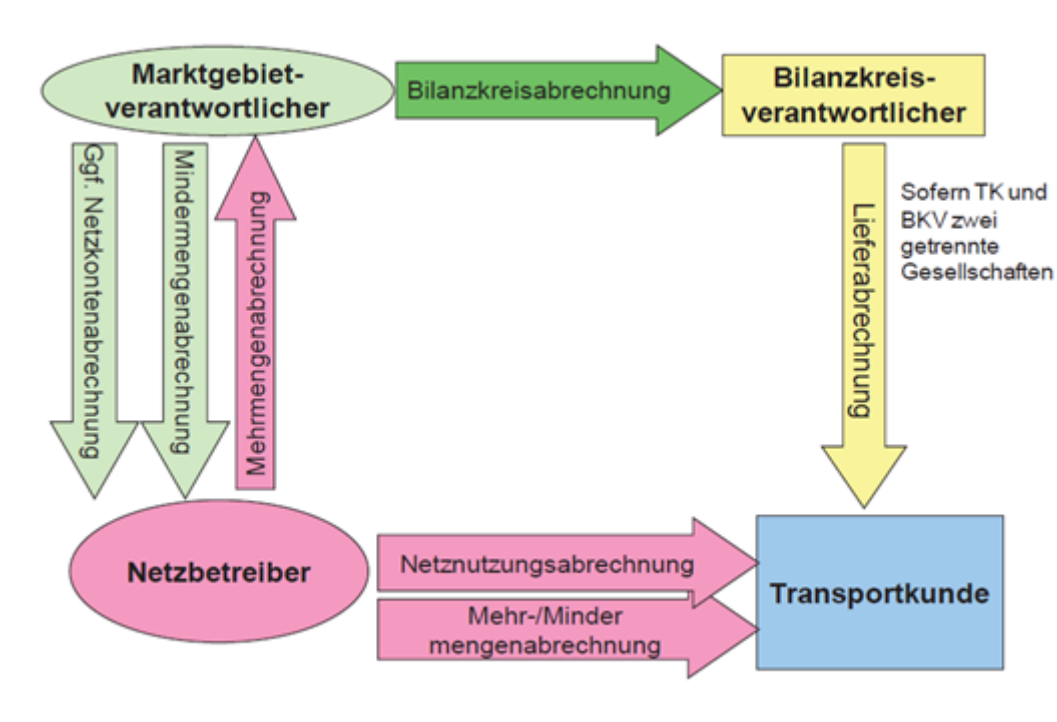 Marktgebiet-
verantwortlicher
Bilanzkreisabrechnung
Bilanzkreis-
verantwortlicher
Ggf. Netzkontenabrechnung
Mindermengenabrechnung
Mehrmengenabrechnung
Lieferabrechnung
Sofern TK und
BKV zwei
getrennte
Gesellschaften
Netzbetreiber
Netznutzungsabrechnung
Mehr-/Minder
mengenabrechnung
Transportkunde